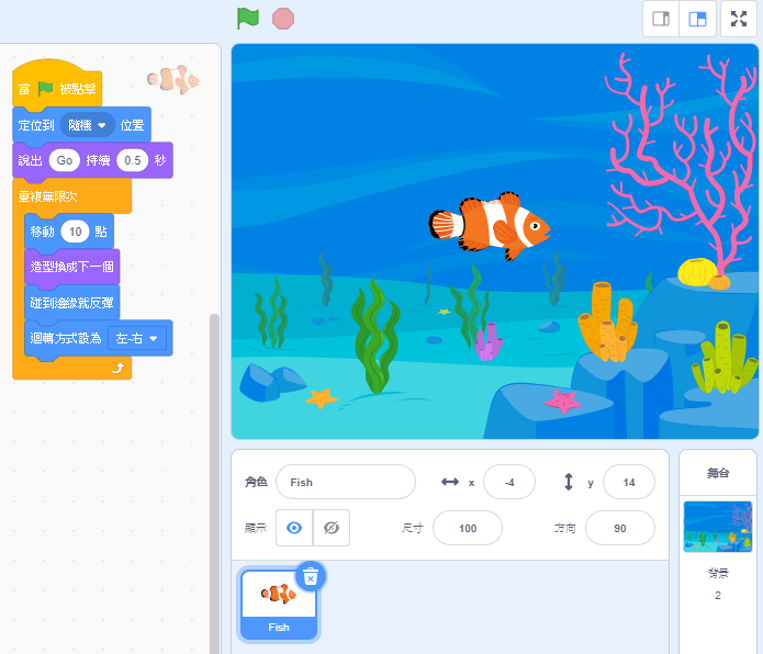 當 被點擊
定位到 隨機 位置
說出 Go 持續 0.5 秒
重複無限次
移動 10 點
造型換成下一個
碰到邊緣就反彈
迴轉方式設為 左-右
角色 Fish x -4 y 14
顯示 尺寸 100 方向 90
Fish
舞台
背景
2